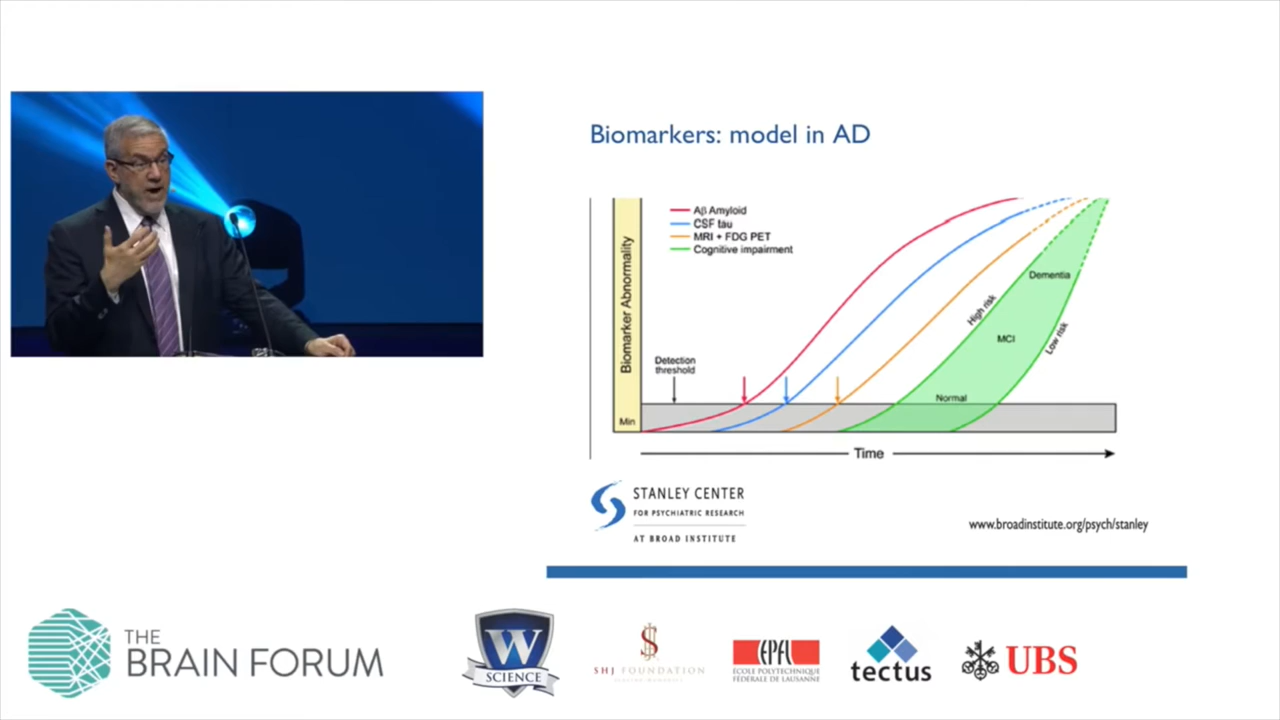 Biomarkers: model in AD
Aβ Amyloid
CSF tau
MRI + FDG PET
Cognitive impairment
Biomarker Abnormality
Detection
threshold
Min
High risk
Dementia
MCI
Low risk
Normal
Time
STANLEY CENTER
FOR PSYCHIATRIC RESEARCH
AT BROAD INSTITUTE
www.broadinstitute.org/psych/stanley
THE
BRAIN FORUM
W
SCIENCE
SHJ FOUNDATION
EPFL
ÉCOLE POLYTECHNIQUE
FÉDÉRALE DE LAUSANNE
tectus
UBS